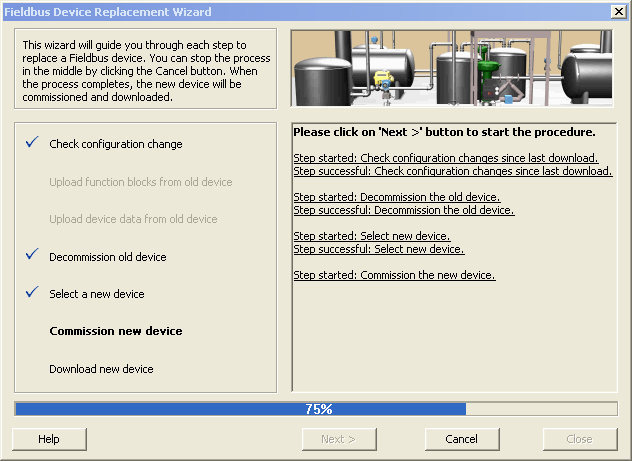 Fieldbus Device Replacement Wizard
This wizard will guide you through each step to
replace a Fieldbus device. You can stop the process
in the middle by clicking the Cancel button. When
the process completes, the new device will be
commissioned and downloaded.
Check configuration change
Upload function blocks from old device
Upload device data from old device
Decommission old device
Select a new device
Commission new device
Download new device
Please click on 'Next >' button to start the procedure.
Step started: Check configuration changes since last download.
Step successful: Check configuration changes since last download.
Step started: Decommission the old device.
Step successful: Decommission the old device.
Step started: Select new device.
Step successful: Select new device.
Step started: Commission the new device.
75%
Help
Next >
Cancel
Close